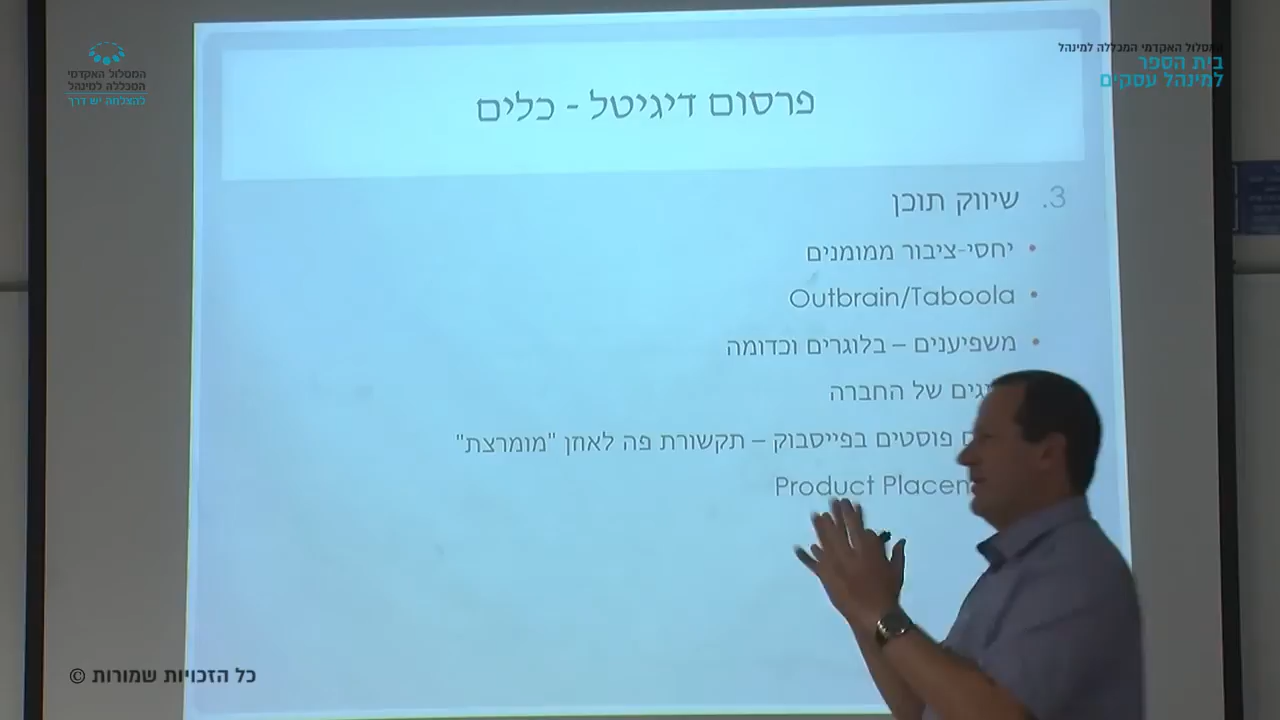 המסלול האקדמי
המכללה למינהל
להצלחה יש דרך
המסלול האקדמי המכללה למינהל
בית הספר
למינהל עסקים
פרסום דיגיטל - כלים
3. שיווק תוכן
• יחסי-ציבור ממומנים
• Outbrain/Taboola
• משפיענים – בלוגרים וכדומה
של החברה
פוסטים בפייסבוק – תקשורת פה לאוזן "מומרצת"
Product
כל הזכויות שמורות ©